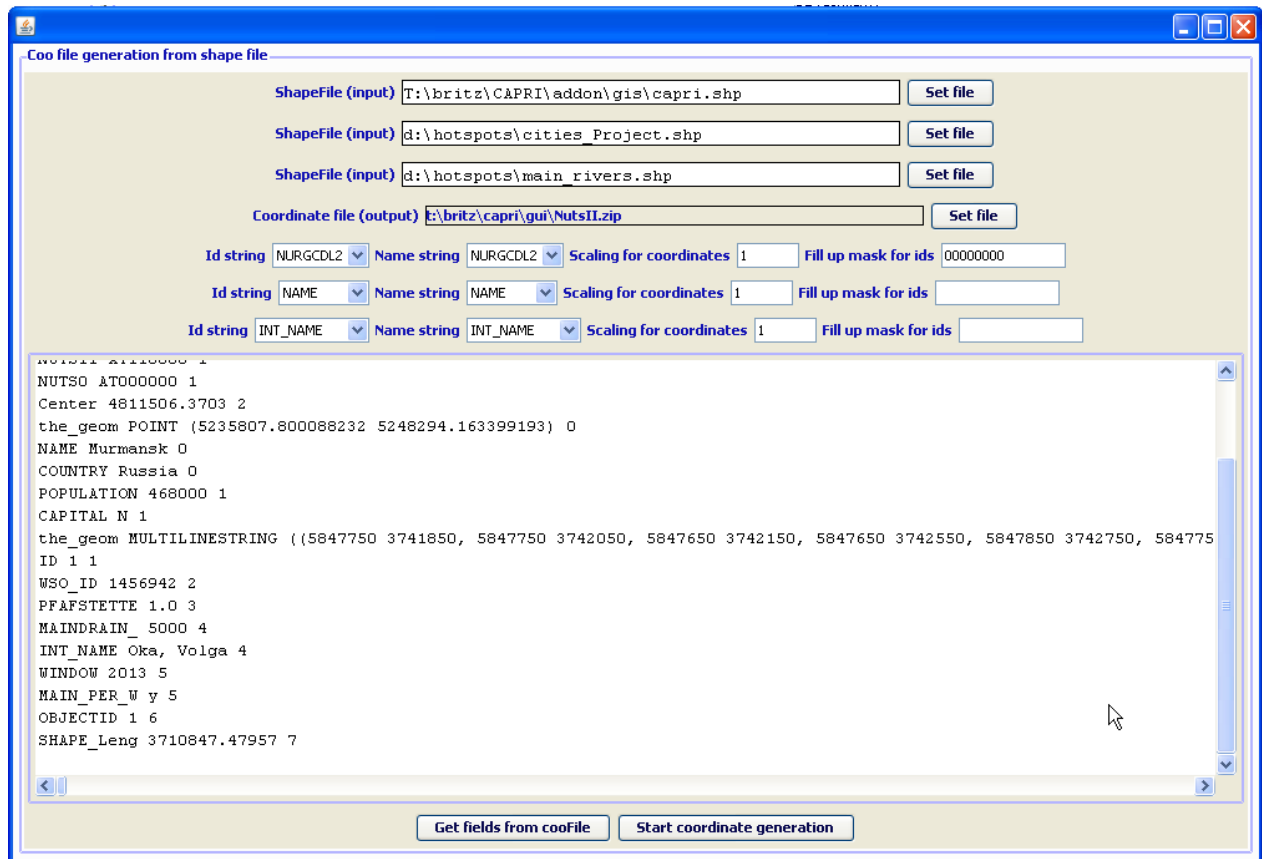 Coo file generation from shape file
ShapeFile (input) T:\britz\CAPRI\addon\gis\capri.shp Set file
ShapeFile (input) d:\hotspots\cities_Project.shp Set file
ShapeFile (input) d:\hotspots\main_rivers.shp Set file
Coordinate file (output) t:\britz\capri\gui\NutsII.zip Set file
Id string NURGCDL2 Name string NURGCDL2 Scaling for coordinates 1 Fill up mask for ids 00000000
Id string NAME Name string NAME Scaling for coordinates 1 Fill up mask for ids
Id string INT_NAME Name string INT_NAME Scaling for coordinates 1 Fill up mask for ids
NUTSII AT110000 1
NUTS0 AT000000 1
Center 4811506.3703 2
the_geom POINT (5235807.800088232 5248294.163399193) 0
NAME Murmansk 0
COUNTRY Russia 0
POPULATION 468000 1
CAPITAL N 1
the_geom MULTILINESTRING ((5847750 3741850, 5847750 3742050, 5847650 3742150, 5847650 3742550, 5847850 3742750, 584775
ID 1 1
WSO_ID 1456942 2
PFAFSTETTE 1.0 3
MAINDRAIN_ 5000 4
INT_NAME Oka, Volga 4
WINDOW 2013 5
MAIN_PER_W y 5
OBJECTID 1 6
SHAPE_Leng 3710847.47957 7
Get fields from cooFile Start coordinate generation